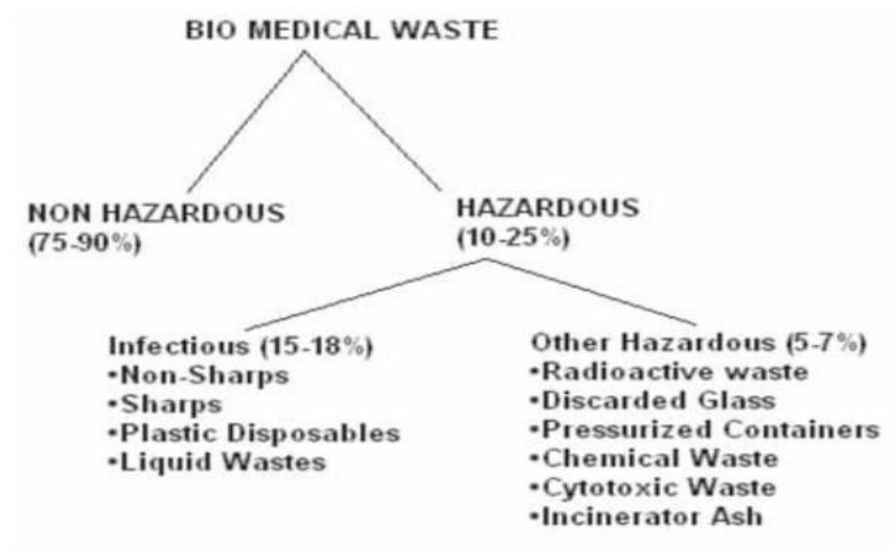 BIO MEDICAL WASTE
NON HAZARDOUS
(75-90%)
HAZARDOUS
(10-25%)
Infectious (15-18%)
•Non-Sharps
•Sharps
•Plastic Disposables
•Liquid Wastes
Other Hazardous (5-7%)
•Radioactive waste
•Discarded Glass
•Pressurized Containers
•Chemical Waste
•Cytotoxic Waste
•Incinerator Ash